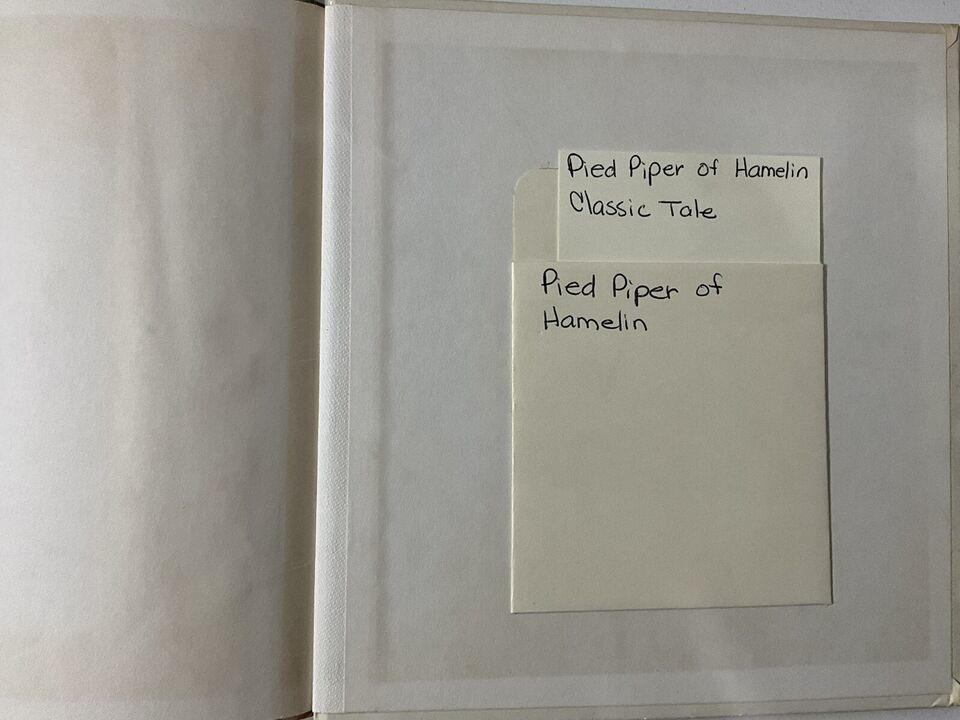 Pied Piper of Hamelin
Classic Tale
Pied Piper of
Hamelin